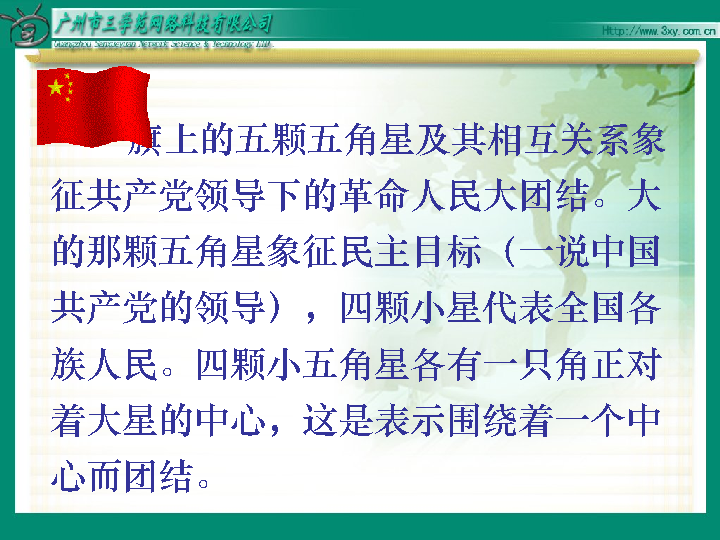 广州市三学苑网络科技有限公司
Guangzhou Sanxueyuan Network Science & Technology Ltd.
Http://www.3xy.com.cn
旗上的五颗五角星及其相互关系象
征共产党领导下的革命人民大团结。大
的那颗五角星象征民主目标（一说中国
共产党的领导），四颗小星代表全国各
族人民。四颗小五角星各有一只角正对
着大星的中心，这是表示围绕着一个中
心而团结。